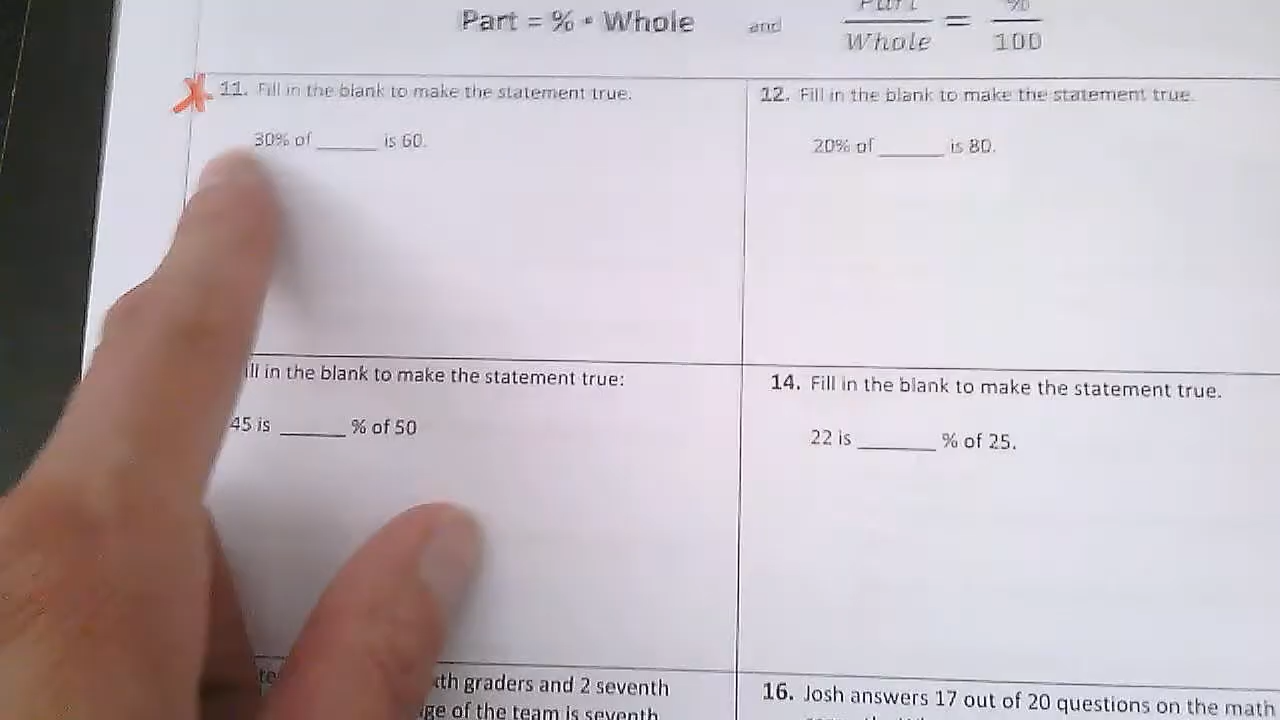 Part = % • Whole and Part/Whole = %/100
11. Fill in the blank to make the statement true.
30% of ______ is 60.
12. Fill in the blank to make the statement true.
20% of ______ is 80.
ill in the blank to make the statement true:
45 is ______ % of 50
14. Fill in the blank to make the statement true.
22 is ______ % of 25.
th graders and 2 seventh
ge of the team is seventh
16. Josh answers 17 out of 20 questions on the math